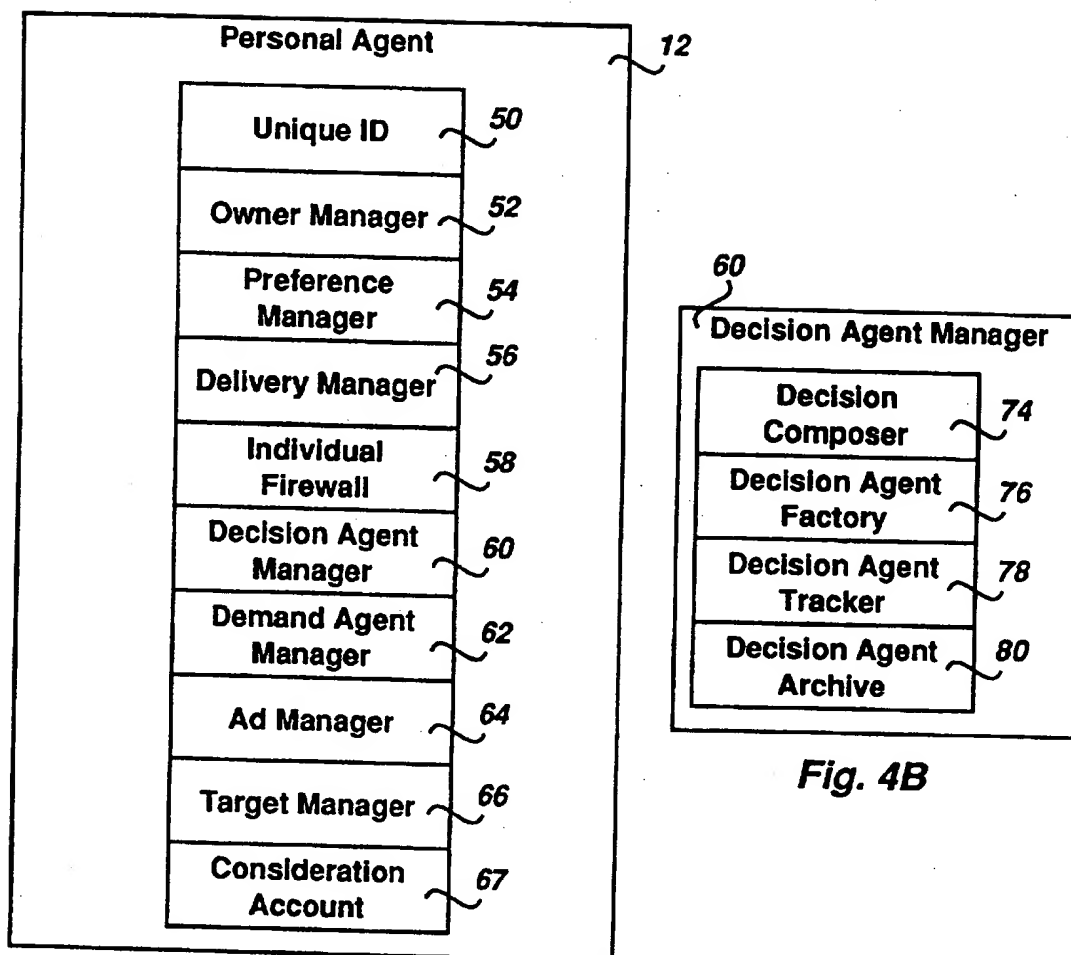 Personal Agent
12
Unique ID
50
Owner Manager
52
Preference
Manager
54
Delivery Manager
56
Individual
Firewall
58
Decision Agent
Manager
60
Demand Agent
Manager
62
Ad Manager
64
Target Manager
66
Consideration
Account
67
60
Decision Agent Manager
Decision
Composer
74
Decision Agent
Factory
76
Decision Agent
Tracker
78
Decision Agent
Archive
80
Fig. 4B